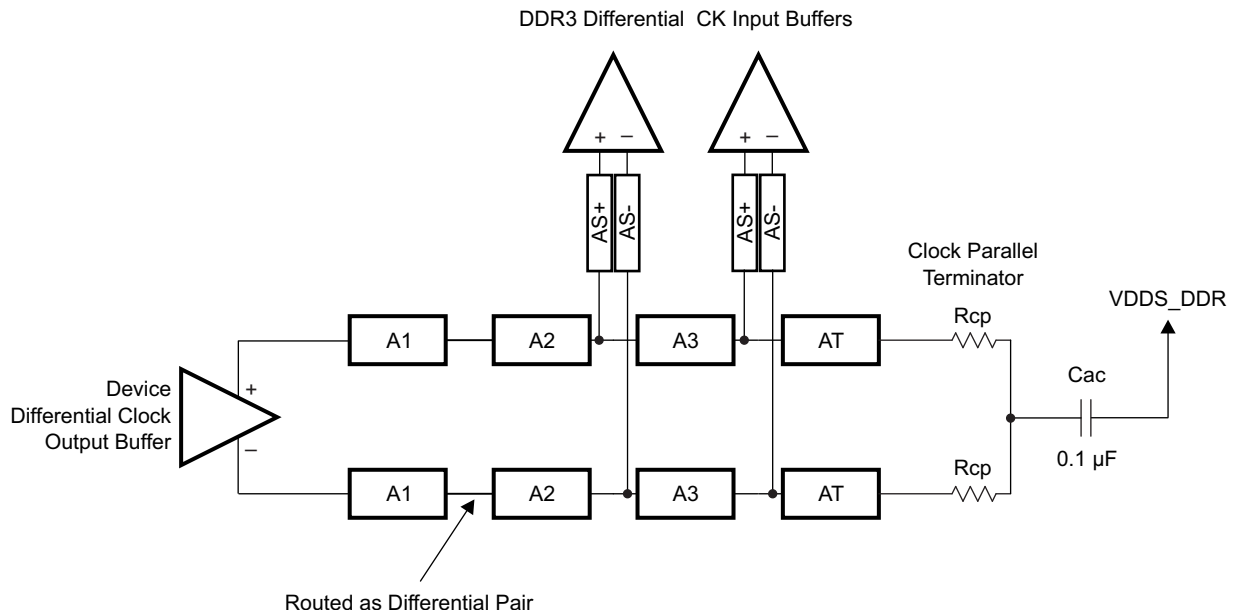 DDR3 Differential CK Input Buffers
+ –
+ –
AS+
AS-
AS+
AS-
Clock Parallel
Terminator
VDDS_DDR
Rcp
A1
A2
A3
AT
Cac
Device
Differential Clock
Output Buffer
+
–
0.1 µF
Rcp
A1
A2
A3
AT
Routed as Differential Pair